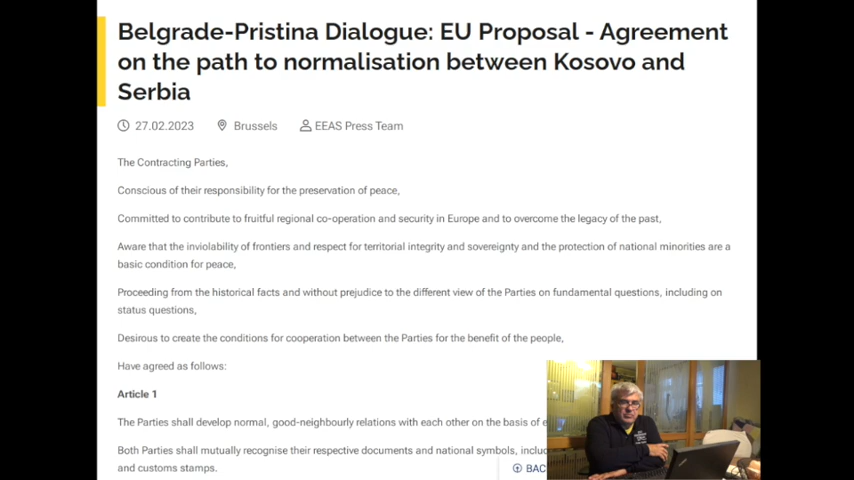 Belgrade-Pristina Dialogue: EU Proposal - Agreement
on the path to normalisation between Kosovo and
Serbia
27.02.2023 Brussels EEAS Press Team
The Contracting Parties,
Conscious of their responsibility for the preservation of peace,
Committed to contribute to fruitful regional co-operation and security in Europe and to overcome the legacy of the past,
Aware that the inviolability of frontiers and respect for territorial integrity and sovereignty and the protection of national minorities are a
basic condition for peace,
Proceeding from the historical facts and without prejudice to the different view of the Parties on fundamental questions, including on
status questions,
Desirous to create the conditions for cooperation between the Parties for the benefit of the people,
Have agreed as follows:
Article 1
The Parties shall develop normal, good-neighbourly relations with each other on the basis of
Both Parties shall mutually recognise their respective documents and national symbols,
and customs stamps.
BAC